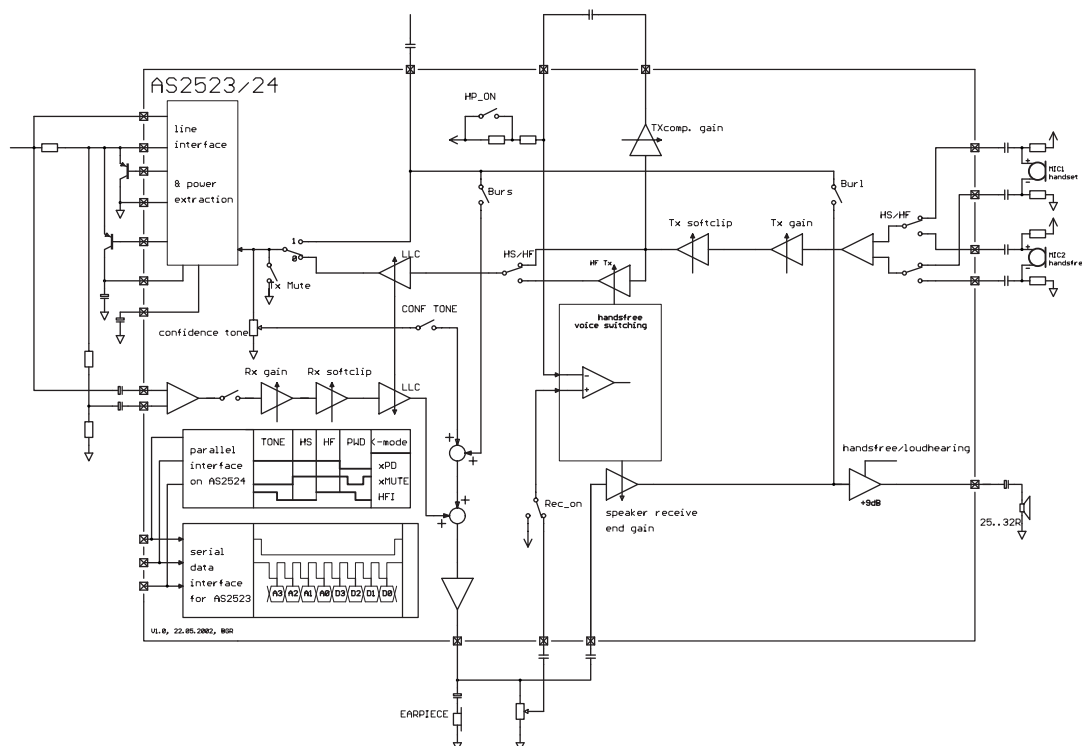 AS2523/24
line
interface
& power
extraction
HP_ON
TXcomp. gain
Burs
Burl
Tx softclip
Tx gain
HS/HF
+
-
MIC1
handset
+
-
MIC2
handsfre
1
0
Tx Mute
LLC
HS/HF
HF Tx
handsfree
voice switching
CONF TONE
confidence tone
Rx gain
Rx softclip
LLC
-
+
parallel
interface
on AS2524
TONE
HS
HF
PWD
<-mode
xPD
xMUTE
HFI
+
+
+
+
handsfree/loudhearing
+9dB
25..32R
Rec_on
speaker receive
end gain
serial
data
interface
for AS2523
A3
A2
A1
A0
D3
D2
D1
D0
V1.0, 22.05.2002, BGR
EARPIECE